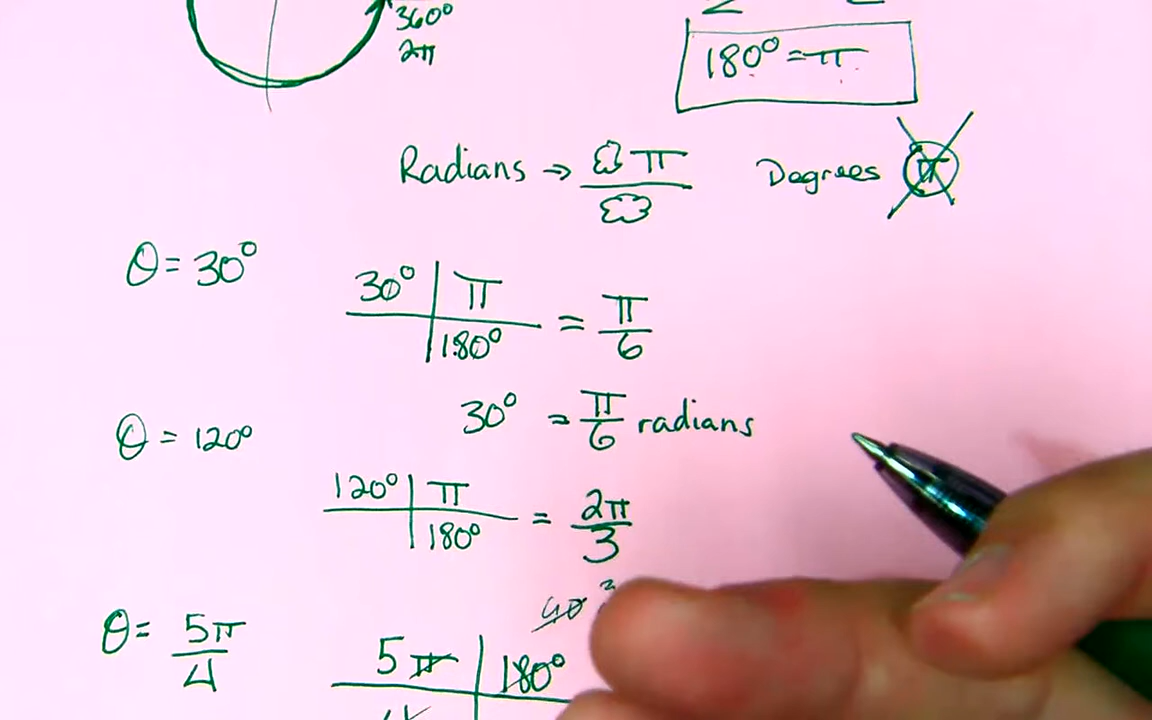 360°
2π
180° = π
Radians ⇒ π
Degrees π
θ = 30°
30° | π
180° = π/6
30° = π/6 radians
θ = 120°
120° | π
180° = 2π/3
θ = 5π/4
5π | 180°